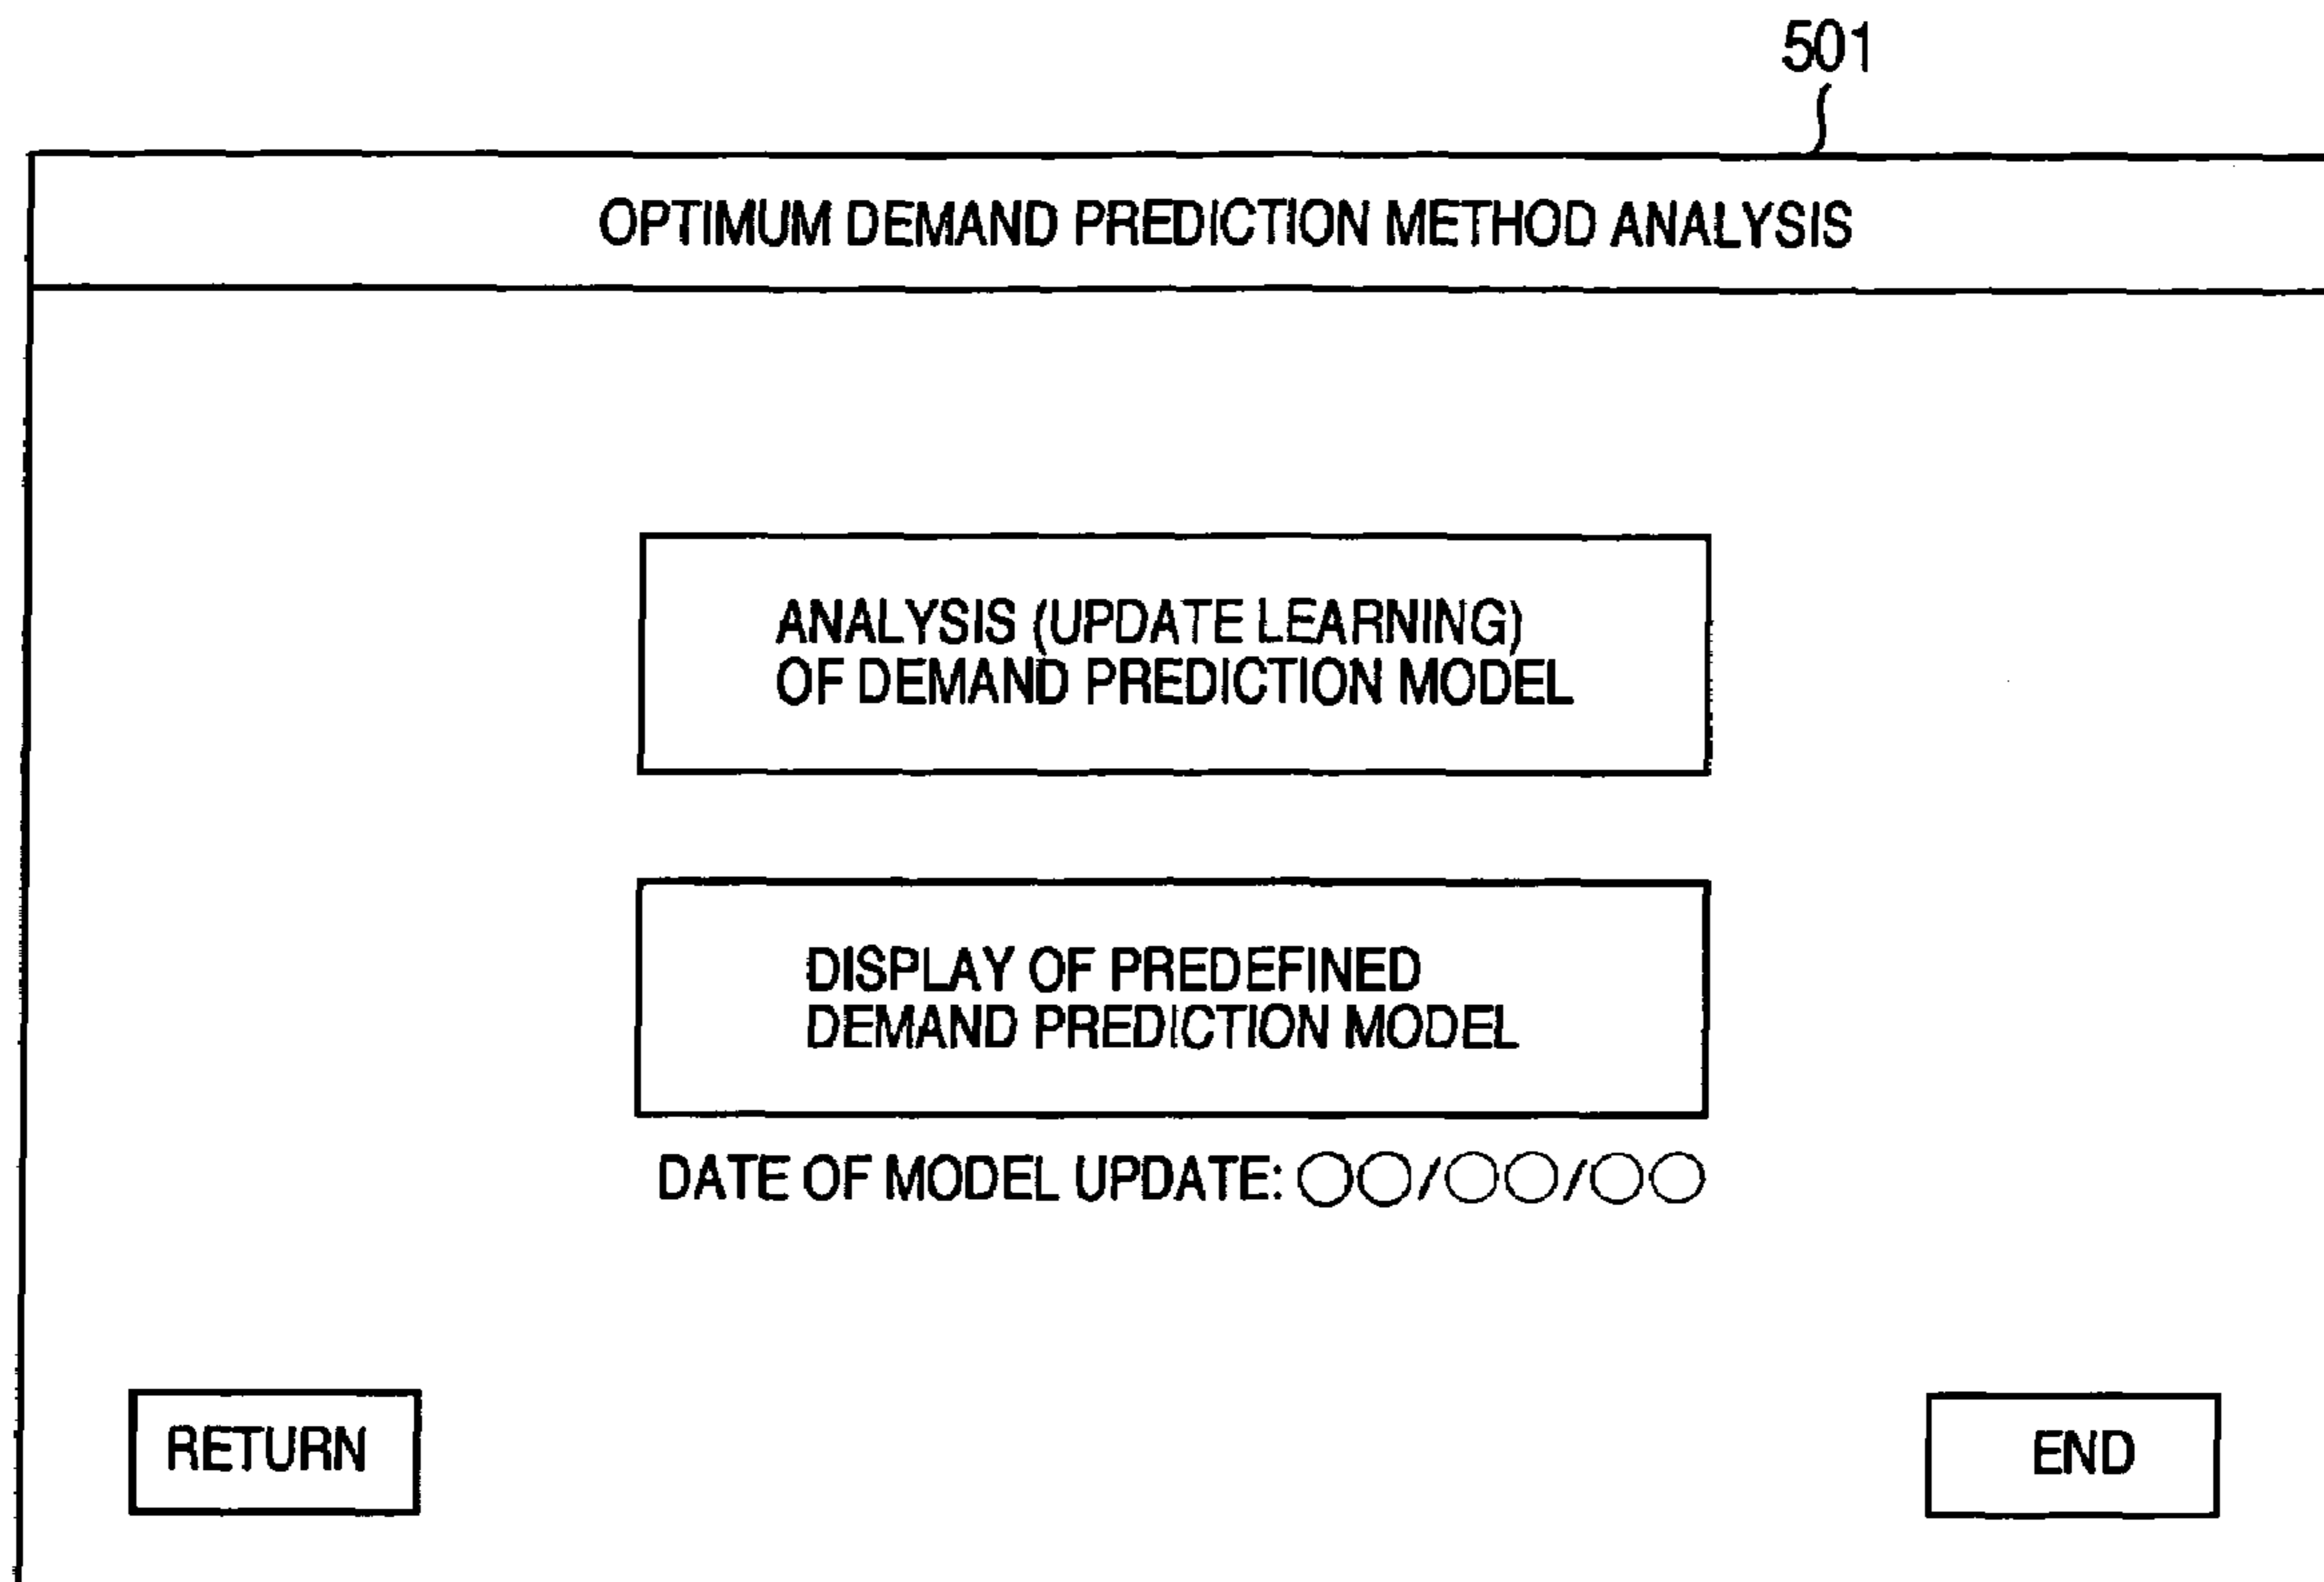 501
OPTIMUM DEMAND PREDICTION METHOD ANALYSIS
ANALYSIS (UPDATE LEARNING)
OF DEMAND PREDICTION MODEL
DISPLAY OF PREDEFINED
DEMAND PREDICTION MODEL
DATE OF MODEL UPDATE: ○○/○○/○○
RETURN
END